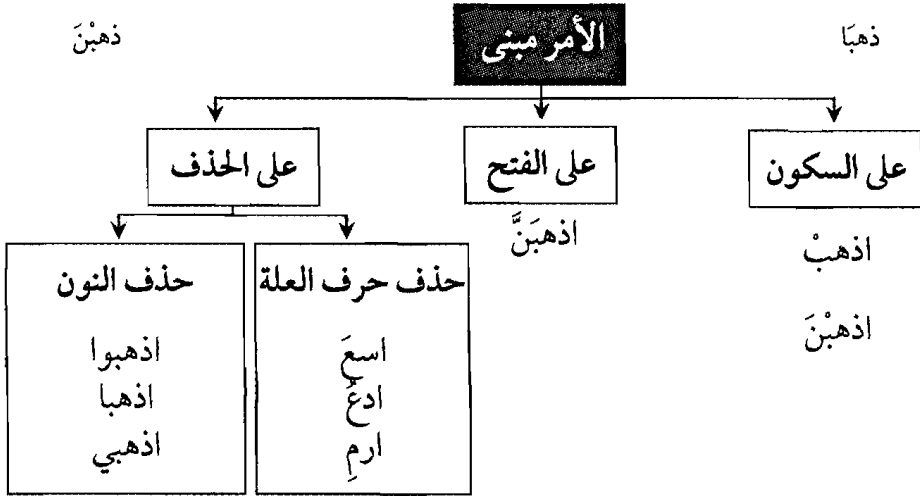 ذهبَا
ذهبْنَ
الأمر مبنى
على السكون
على الفتح
على الحذف
اذهبْ
اذهبْنَ
اذهبَنَّ
حذف حرف العلة
اسعَ
ادعُ
ارمِ
حذف النون
اذهبوا
اذهبا
اذهبي